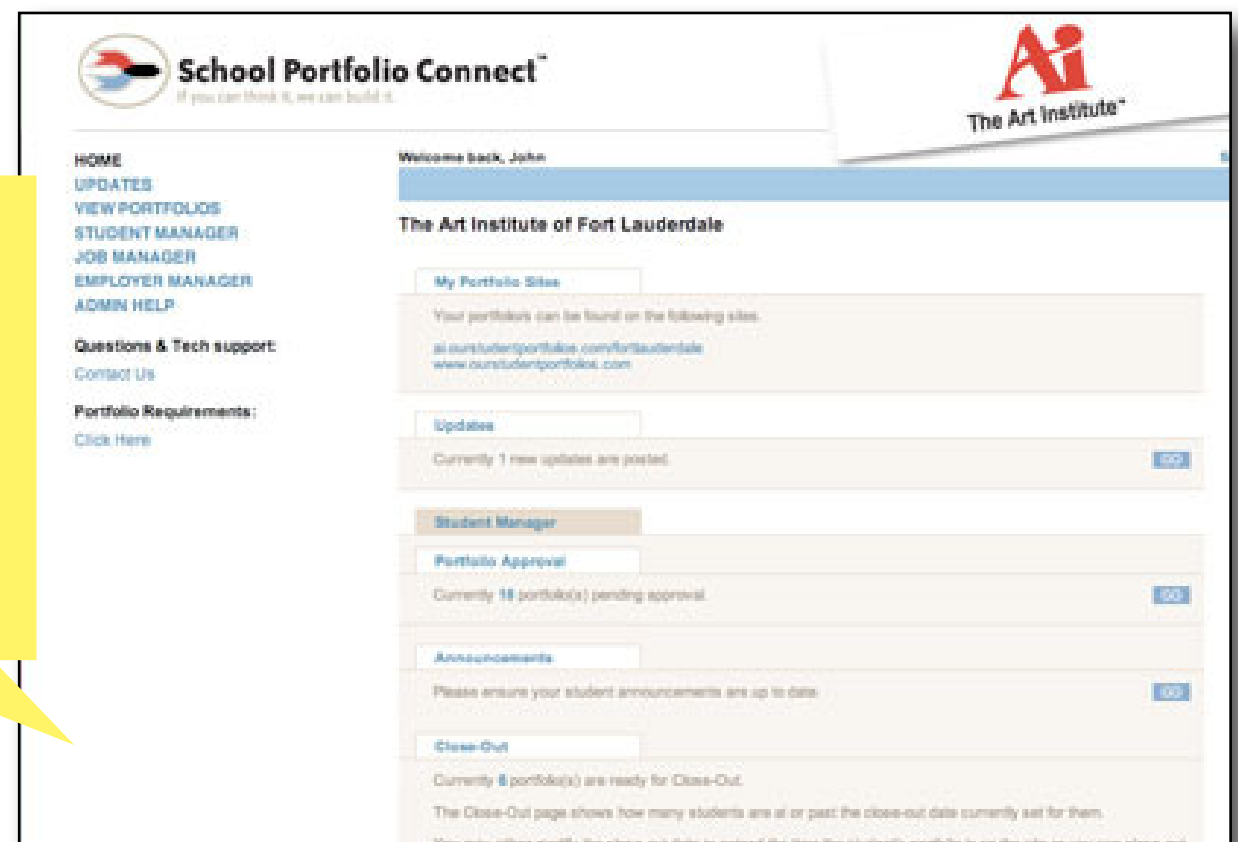 School Portfolio Connect™
If you can think it, we can build it.
Ai
The Art Institute™
HOME
UPDATES
VIEW PORTFOLIOS
STUDENT MANAGER
JOB MANAGER
EMPLOYER MANAGER
ADMIN HELP
Questions & Tech support:
Contact Us
Portfolio Requirements:
Click Here
Welcome back, John
The Art Institute of Fort Lauderdale
My Portfolio Sites
Your portfolios can be found on the following sites.
ai.ourstudentportfolios.com/fortlauderdale
www.ourstudentportfolios.com
Updates
Currently 1 new updates are posted.
GO
Student Manager
Portfolio Approval
Currently 18 portfolio(s) pending approval.
GO
Announcements
Please ensure your student announcements are up to date.
GO
Close-Out
Currently 6 portfolio(s) are ready for Close-Out.
The Close-Out page shows how many students are at or past the close-out date currently set for them.